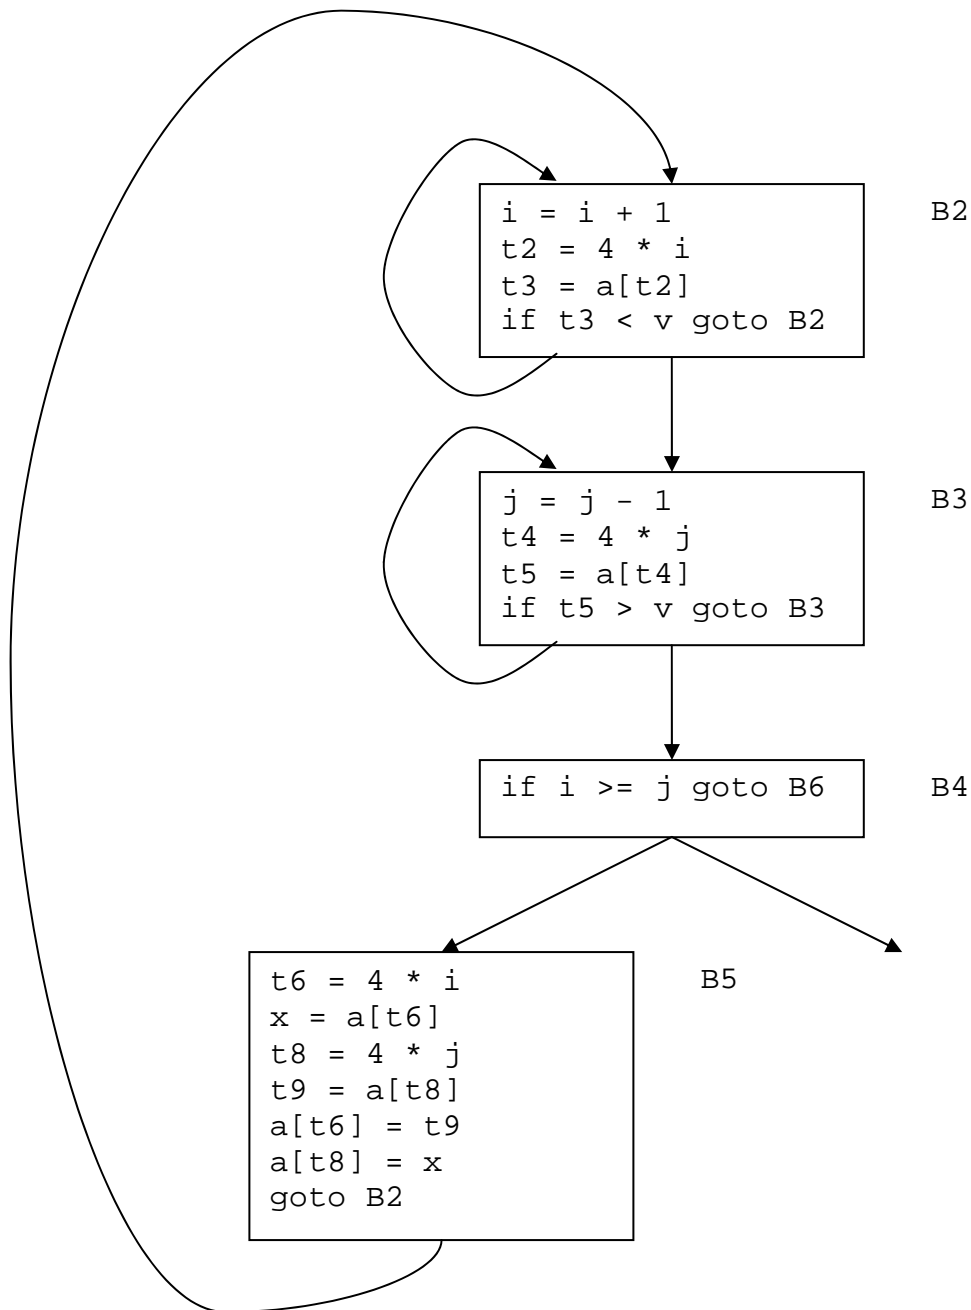 i = i + 1
t2 = 4 * i
t3 = a[t2]
if t3 < v goto B2
B2
j = j – 1
t4 = 4 * j
t5 = a[t4]
if t5 > v goto B3
B3
if i >= j goto B6
B4
t6 = 4 * i
x = a[t6]
t8 = 4 * j
t9 = a[t8]
a[t6] = t9
a[t8] = x
goto B2
B5